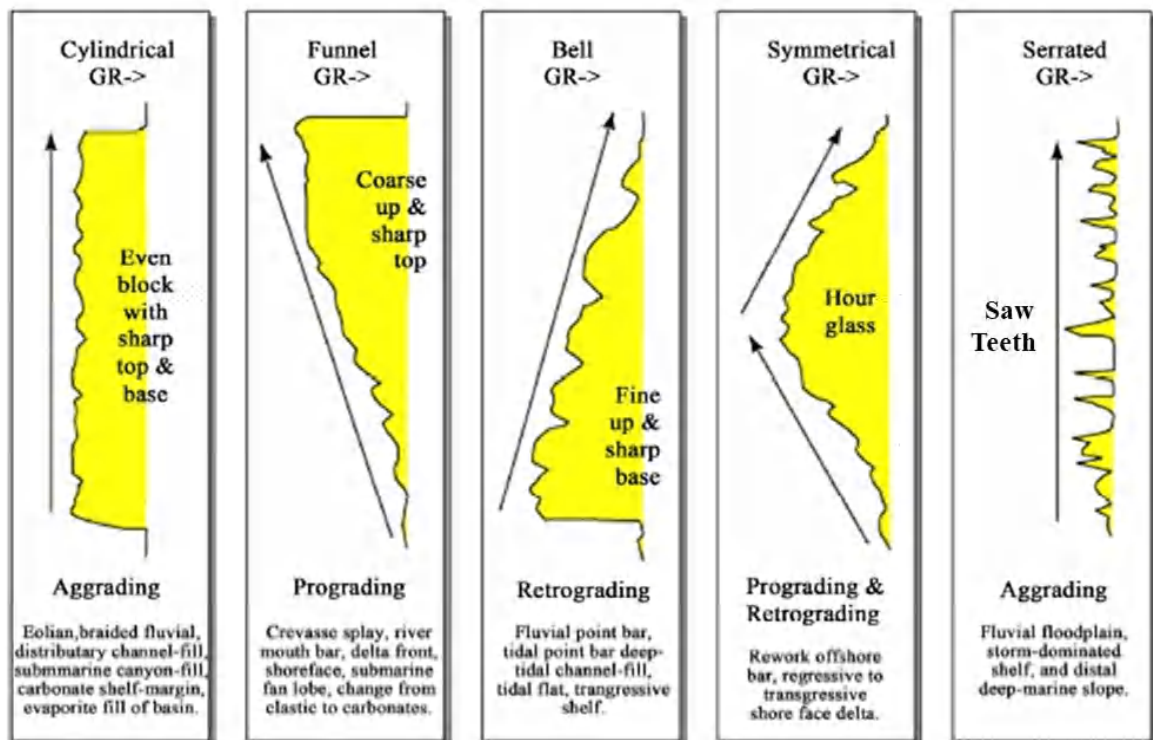 Cylindrical
GR->
Even
block
with
sharp
top &
base
Aggrading
Eolian,braided fluvial,
distributary channel-fill,
submmarine canyon-fill,
carbonate shelf-margin,
evaporite fill of basin.
Funnel
GR->
Coarse
up &
sharp
top
Prograding
Crevasse splay, river
mouth bar, delta front,
shoreface, submarine
fan lobe, change from
clastic to carbonates.
Bell
GR->
Fine
up &
sharp
base
Retrograding
Fluvial point bar,
tidal point bar deep-
tidal channel-fill,
tidal flat, trangressive
shelf.
Symmetrical
GR->
Hour
glass
Prograding &
Retrograding
Rework offshore
bar, regressive to
transgressive
shore face delta.
Serrated
GR->
Saw
Teeth
Aggrading
Fluvial floodplain,
storm-dominated
shelf, and distal
deep-marine slope.